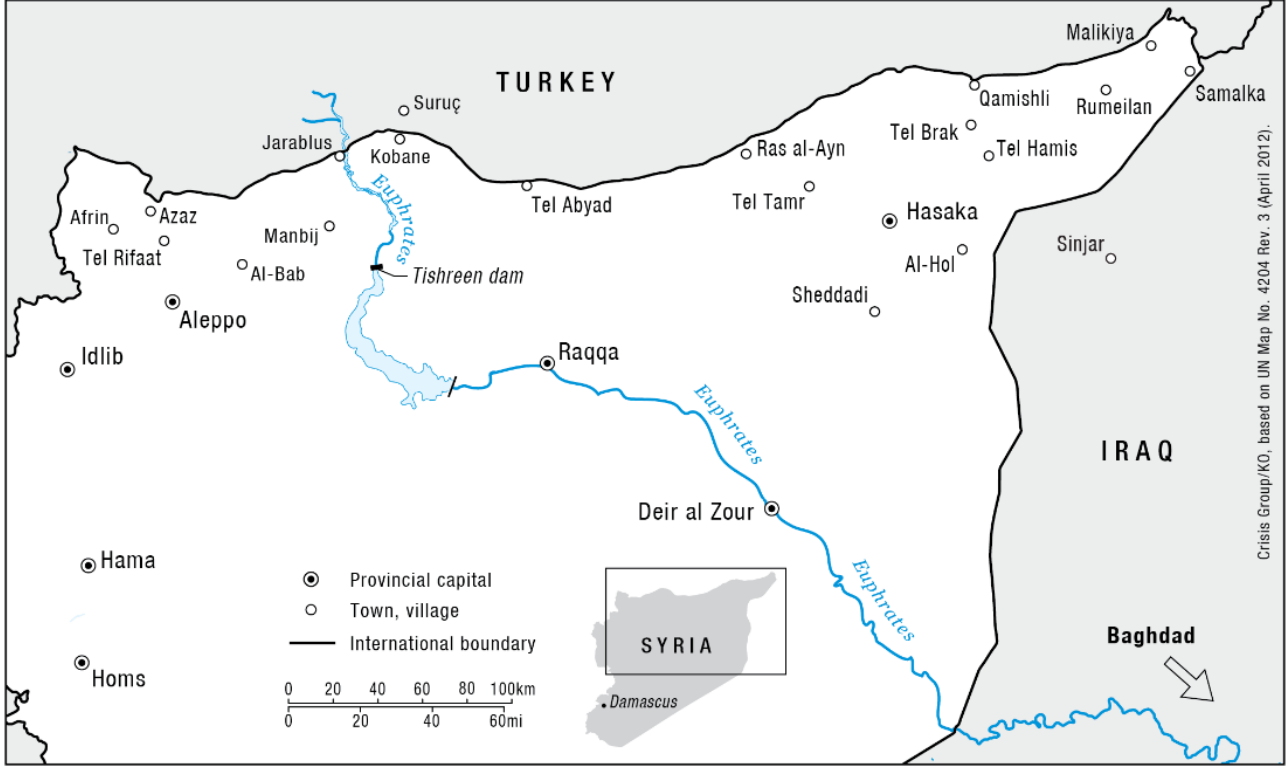 Malikiya
TURKEY
Samalka
Suruç
Qamishli
Rumeilan
Jarablus
Kobane
Tel Brak
Ras al-Ayn
Tel Hamis
Euphrates
Tel Abyad
Tel Tamr
Afrin
Azaz
Hasaka
Manbij
Tel Rifaat
Al-Bab
Tishreen dam
Al-Hol
Sinjar
Sheddadi
Aleppo
Idlib
Raqqa
Euphrates
IRAQ
Deir al Zour
Hama
Euphrates
Homs
Provincial capital
Town, village
International boundary
0 20 40 60 80 100km
0 20 40 60mi
SYRIA
Damascus
Baghdad
Crisis Group/KO, based on UN Map No. 4204 Rev. 3 (April 2012).